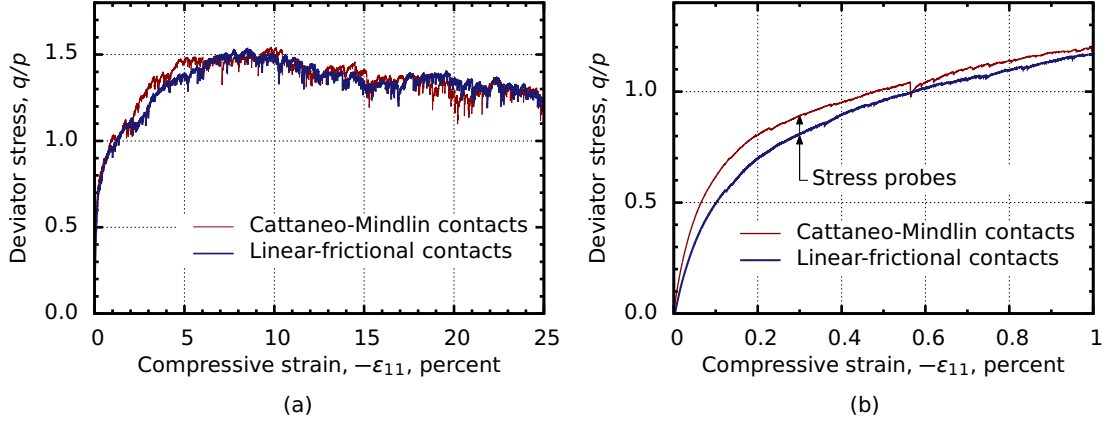 Deviator stress, q/p
1.5
1.0
0.5
0.0
0 5 10 15 20 25
Cattaneo-Mindlin contacts
Linear-frictional contacts
Compressive strain, −ε11, percent
(a)
Deviator stress, q/p
1.0
0.5
0.0
0 0.2 0.4 0.6 0.8 1
Stress probes
Cattaneo-Mindlin contacts
Linear-frictional contacts
Compressive strain, −ε11, percent
(b)